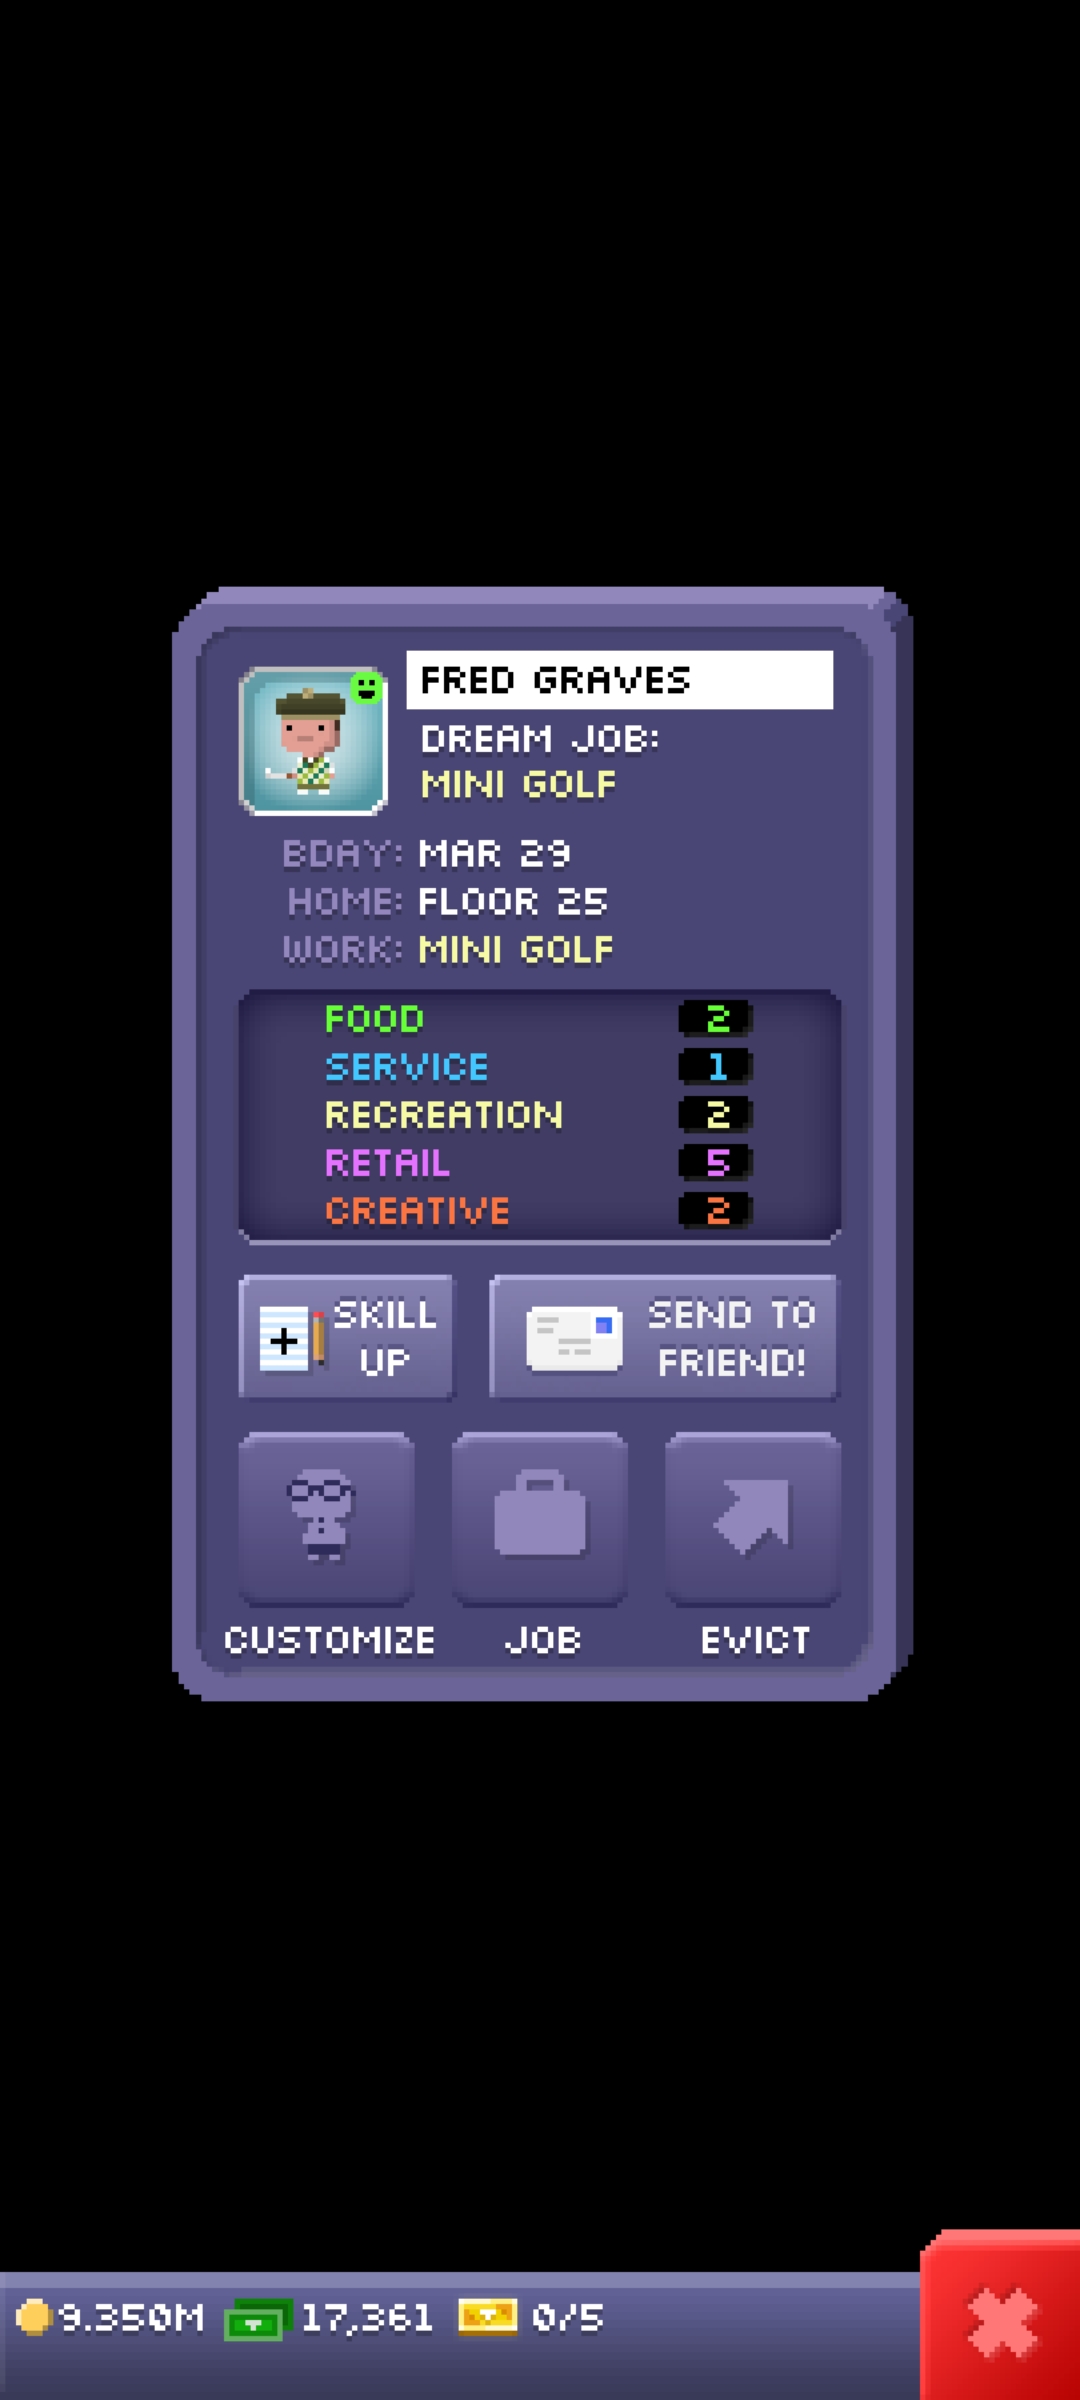 FRED GRAVES
DREAM JOB:
MINI GOLF
BDAY: MAR 29
HOME: FLOOR 25
WORK: MINI GOLF
FOOD 2
SERVICE 1
RECREATION 2
RETAIL 5
CREATIVE 2
SKILL UP
SEND TO FRIEND!
CUSTOMIZE JOB EVICT
9.350M 17,361 0/5